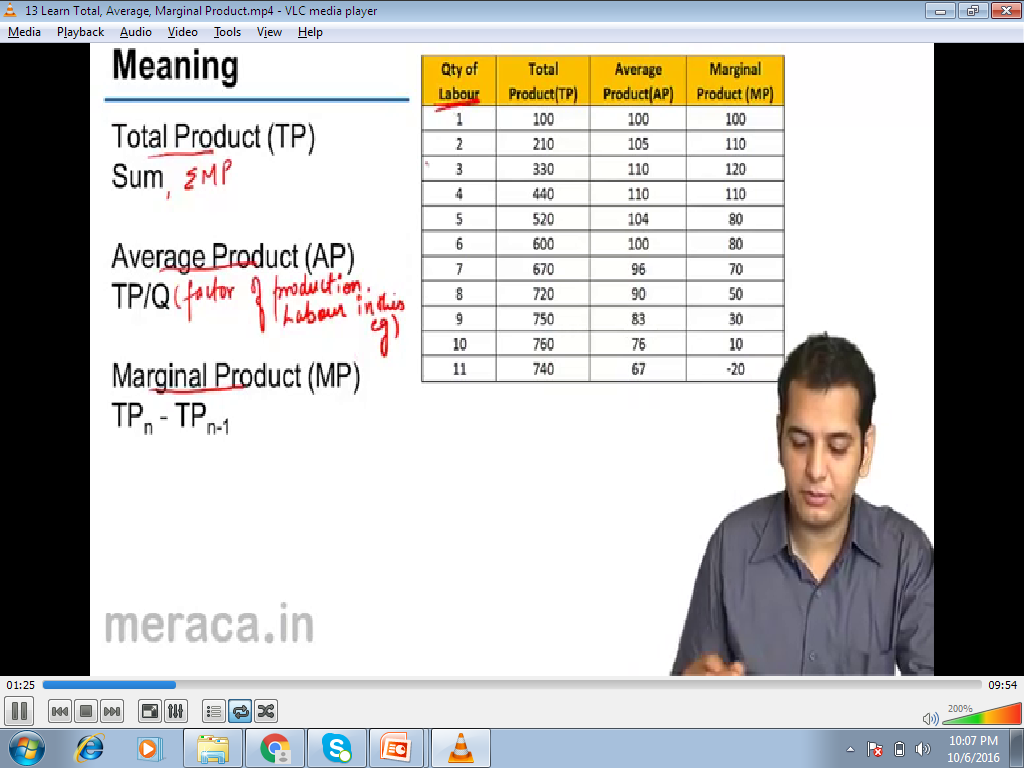 13 Learn Total, Average, Marginal Product.mp4 - VLC media player
Media Playback Audio Video Tools View Help
Meaning
Total Product (TP)
Sum, ΣMP
Average Product (AP)
TP/Q (factor of production.
Labour in this
eg)
Marginal Product (MP)
TPn - TPn-1
Qty of Labour Total Product(TP) Average Product(AP) Marginal Product (MP)
1 100 100 100
2 210 105 110
3 330 110 120
4 440 110 110
5 520 104 80
6 600 100 80
7 670 96 70
8 720 90 50
9 750 83 30
10 760 76 10
11 740 67 -20
meraca.in
01:25 09:54
200%
10:07 PM
10/6/2016